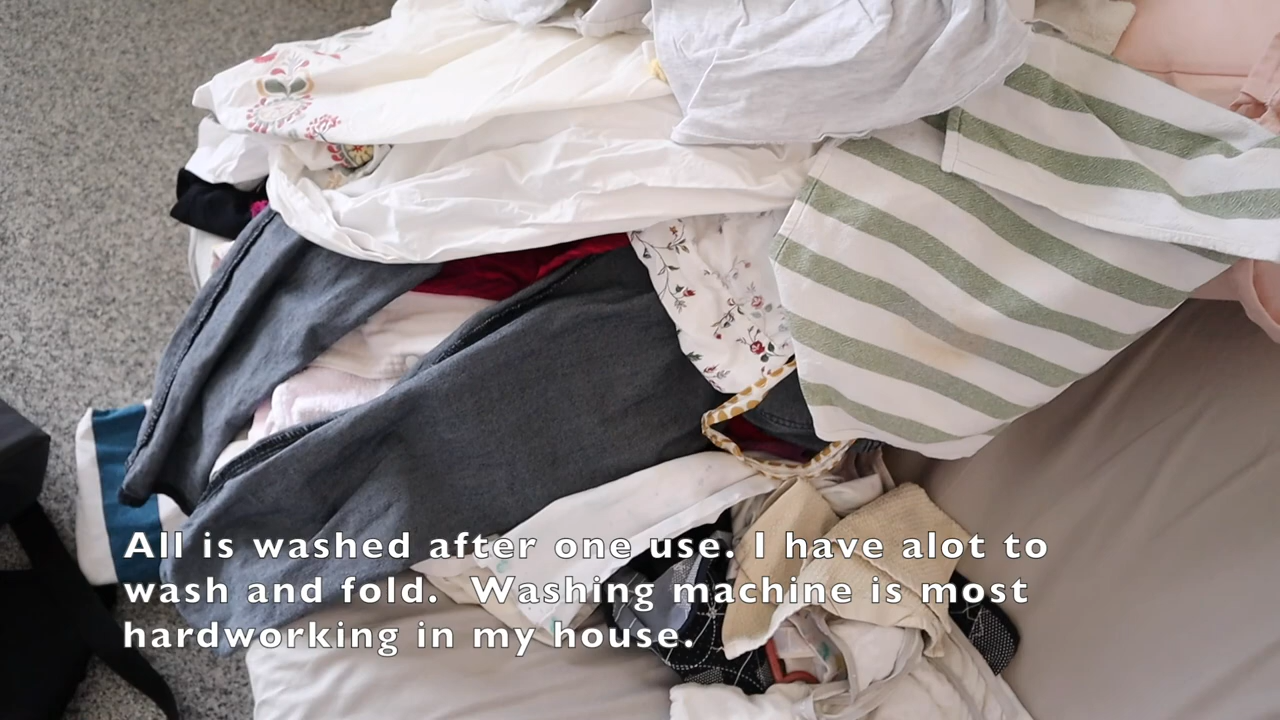 All is washed after one use. I have alot to
wash and fold.  Washing machine is most
hardworking in my house.